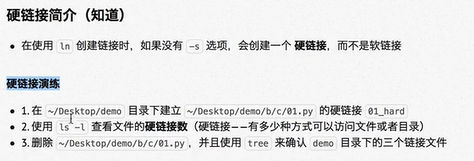 硬链接简介（知道）
在使用 ln 创建链接时，如果没有 -s 选项，会创建一个 硬链接，而不是软链接
硬链接演练
1. 在 ~/Desktop/demo 目录下建立 ~/Desktop/demo/b/c/01.py 的硬链接 01_hard
2. 使用 ls -l 查看文件的硬链接数（硬链接——有多少种方式可以访问文件或者目录）
3. 删除 ~/Desktop/demo/b/c/01.py，并且使用 tree 来确认 demo 目录下的三个链接文件